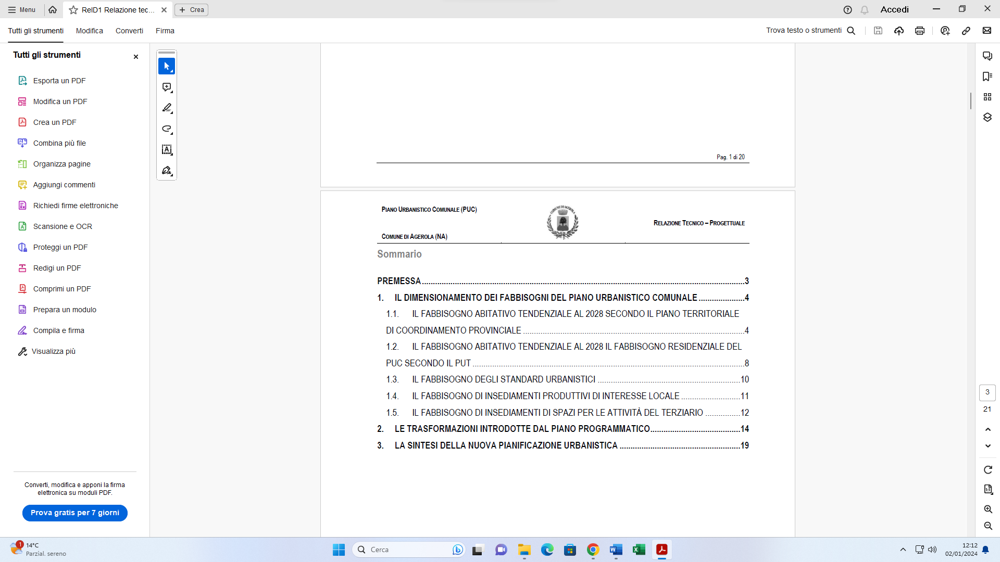 Menu
RelD1 Relazione tec...
Crea
Accedi
Tutti gli strumenti
Modifica
Converti
Firma
Trova testo o strumenti
Tutti gli strumenti
Esporta un PDF
Modifica un PDF
Crea un PDF
Combina più file
Organizza pagine
Aggiungi commenti
Richiedi firme elettroniche
Scansione e OCR
Proteggi un PDF
Redigi un PDF
Comprimi un PDF
Prepara un modulo
Compila e firma
Visualizza più
Converti, modifica e apponi la firma
elettronica su moduli PDF.
Prova gratis per 7 giorni
Pag. 1 di 20
PIANO URBANISTICO COMUNALE (PUC)
COMUNE DI AGEROLA
RELAZIONE TECNICO – PROGETTUALE
COMUNE DI AGEROLA (NA)
Sommario
PREMESSA....................3
1. IL DIMENSIONAMENTO DEI FABBISOGNI DEL PIANO URBANISTICO COMUNALE....................4
1.1. IL FABBISOGNO ABITATIVO TENDENZIALE AL 2028 SECONDO IL PIANO TERRITORIALE
DI COORDINAMENTO PROVINCIALE....................4
1.2. IL FABBISOGNO ABITATIVO TENDENZIALE AL 2028 IL FABBISOGNO RESIDENZIALE DEL
PUC SECONDO IL PUT....................8
1.3. IL FABBISOGNO DEGLI STANDARD URBANISTICI....................10
1.4. IL FABBISOGNO DI INSEDIAMENTI PRODUTTIVI DI INTERESSE LOCALE....................11
1.5. IL FABBISOGNO DI INSEDIAMENTI DI SPAZI PER LE ATTIVITÀ DEL TERZIARIO................12
2. LE TRASFORMAZIONI INTRODOTTE DAL PIANO PROGRAMMATICO....................14
3. LA SINTESI DELLA NUOVA PIANIFICAZIONE URBANISTICA....................19
3
21
1
14°C
Parzial. sereno
Cerca
12:12
02/01/2024